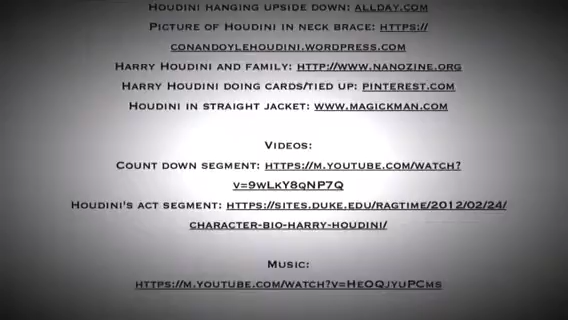 Houdini hanging upside down: allday.com
Picture of Houdini in neck brace: https://
conandoylehoudini.wordpress.com
Harry Houdini and family: http://www.nanozine.org
Harry Houdini doing cards/tied up: pinterest.com
Houdini in straight jacket: www.magickman.com
Videos:
Count down segment: https://m.youtube.com/watch?
v=9wLkY8qNP7Q
Houdini's act segment: https://sites.duke.edu/ragtime/2012/02/24/
character-bio-harry-houdini/
Music:
https://m.youtube.com/watch?v=HeOQjyuPCms